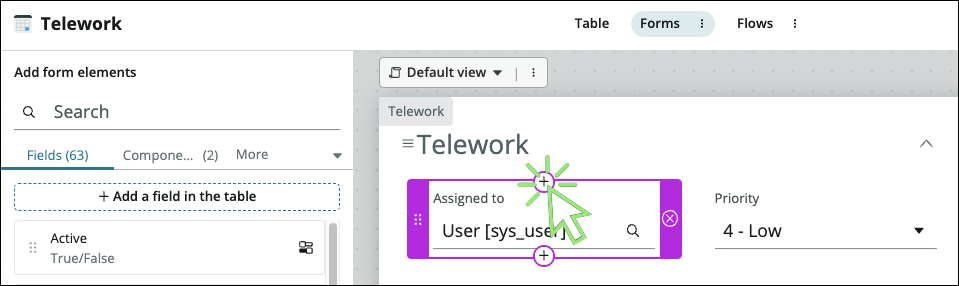 Telework
Table Forms Flows
Add form elements
Search
Fields (63) Compone... (2) More
+ Add a field in the table
Active
True/False
Default view
Telework
Telework
Assigned to Priority
User [sys_user] 4 - Low